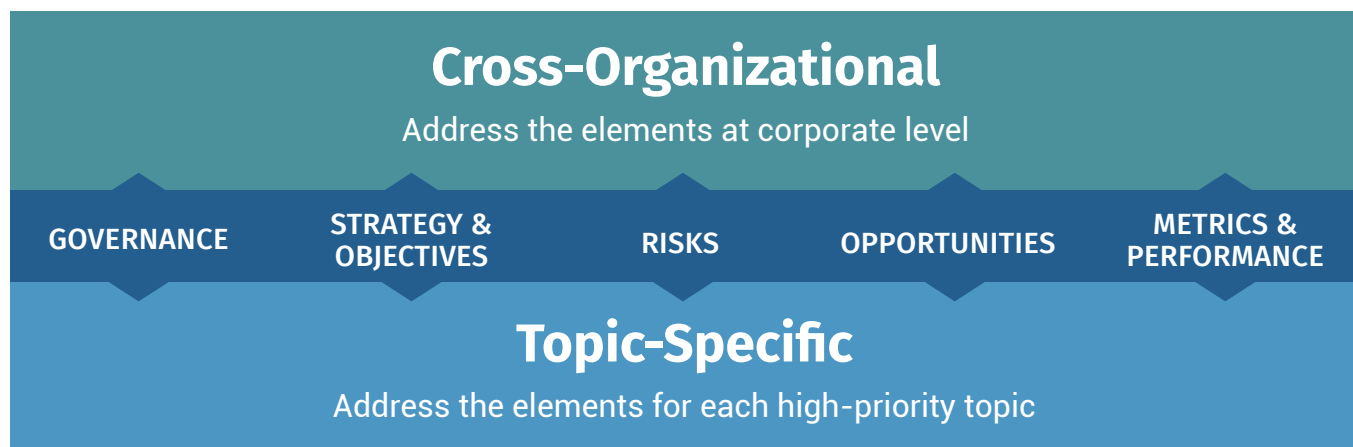 Cross-Organizational
Address the elements at corporate level
GOVERNANCE
STRATEGY &
OBJECTIVES
RISKS
OPPORTUNITIES
METRICS &
PERFORMANCE
Topic-Specific
Address the elements for each high-priority topic